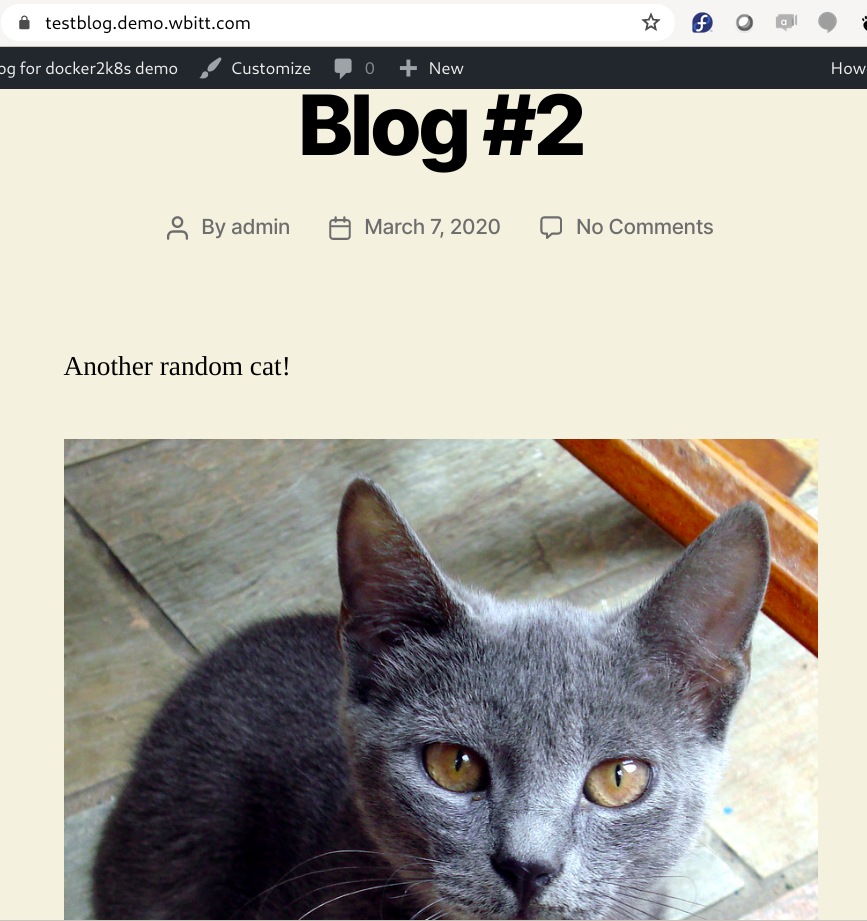 testblog.demo.wbitt.com
og for docker2k8s demo Customize 0 New How
Blog #2
By admin March 7, 2020 No Comments
Another random cat!